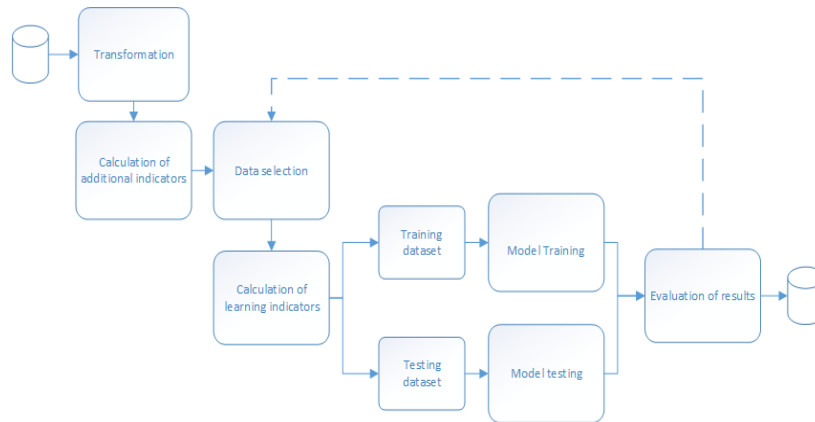 Transformation
Calculation of
additional indicators
Data selection
Calculation of
learning indicators
Training
dataset
Model Training
Testing
dataset
Model testing
Evaluation of results